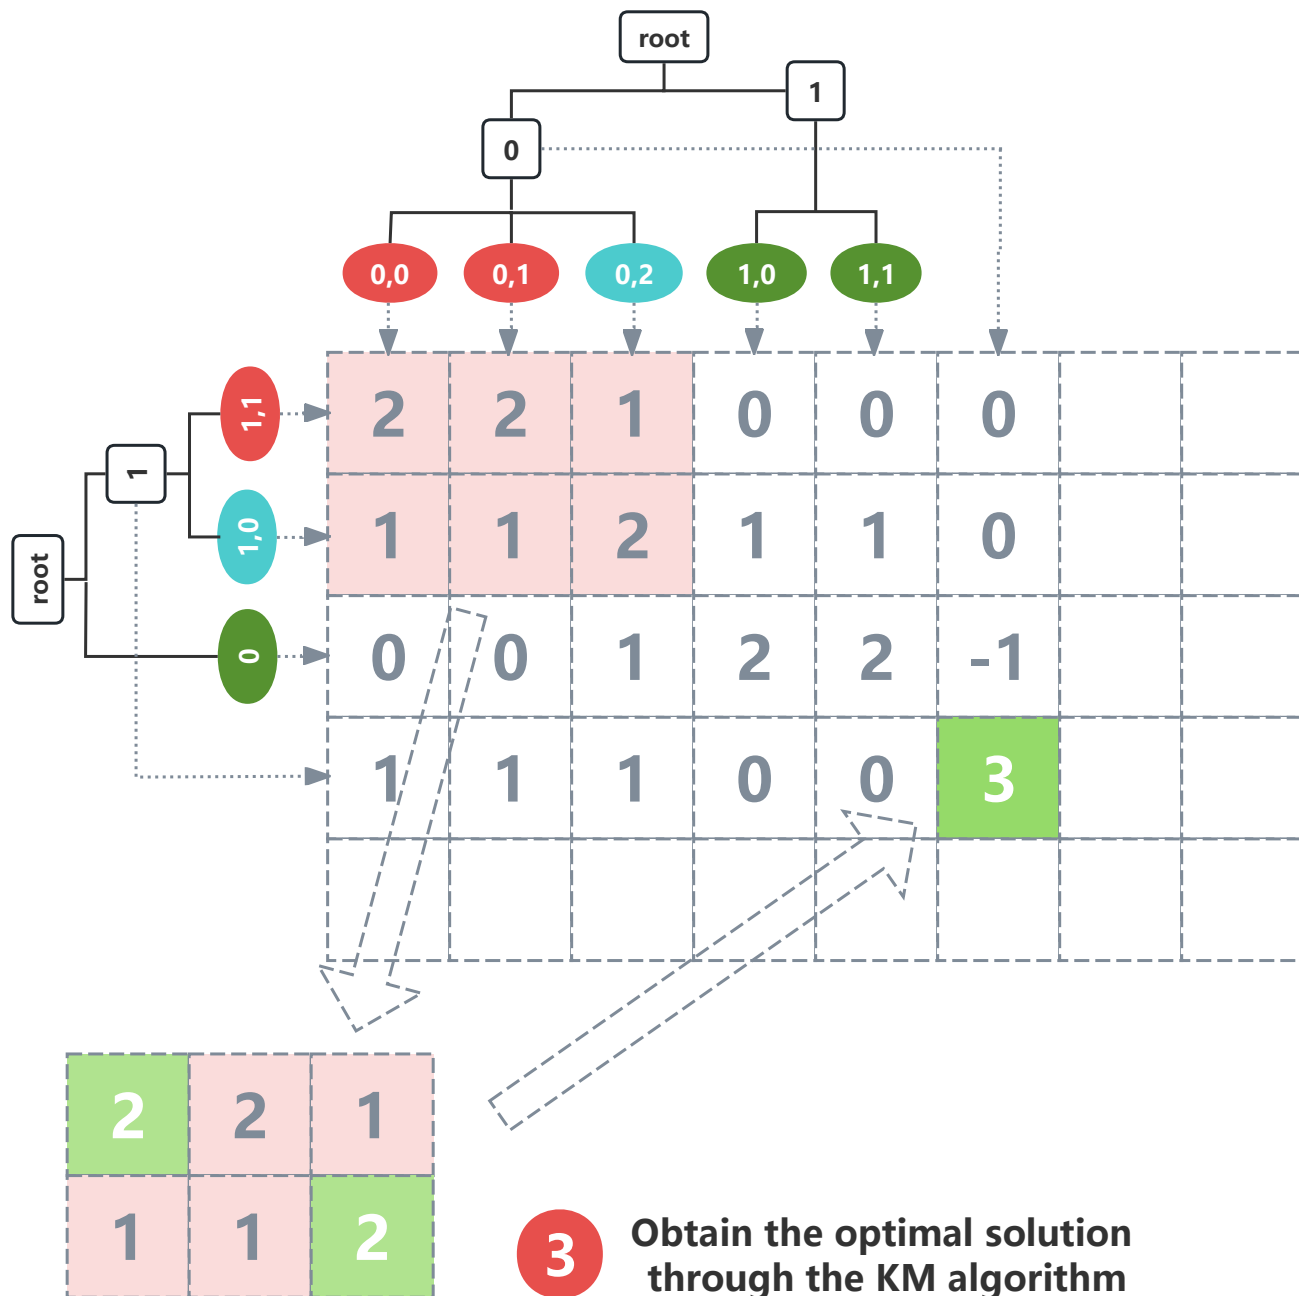 root
1
0
0,0 0,1 0,2 1,0 1,1
1,1
1
1,0
root
0
2 2 1 0 0 0
1 1 2 1 1 0
0 0 1 2 2 -1
1 1 1 0 0 3
2 2 1
1 1 2
3
Obtain the optimal solution
through the KM algorithm